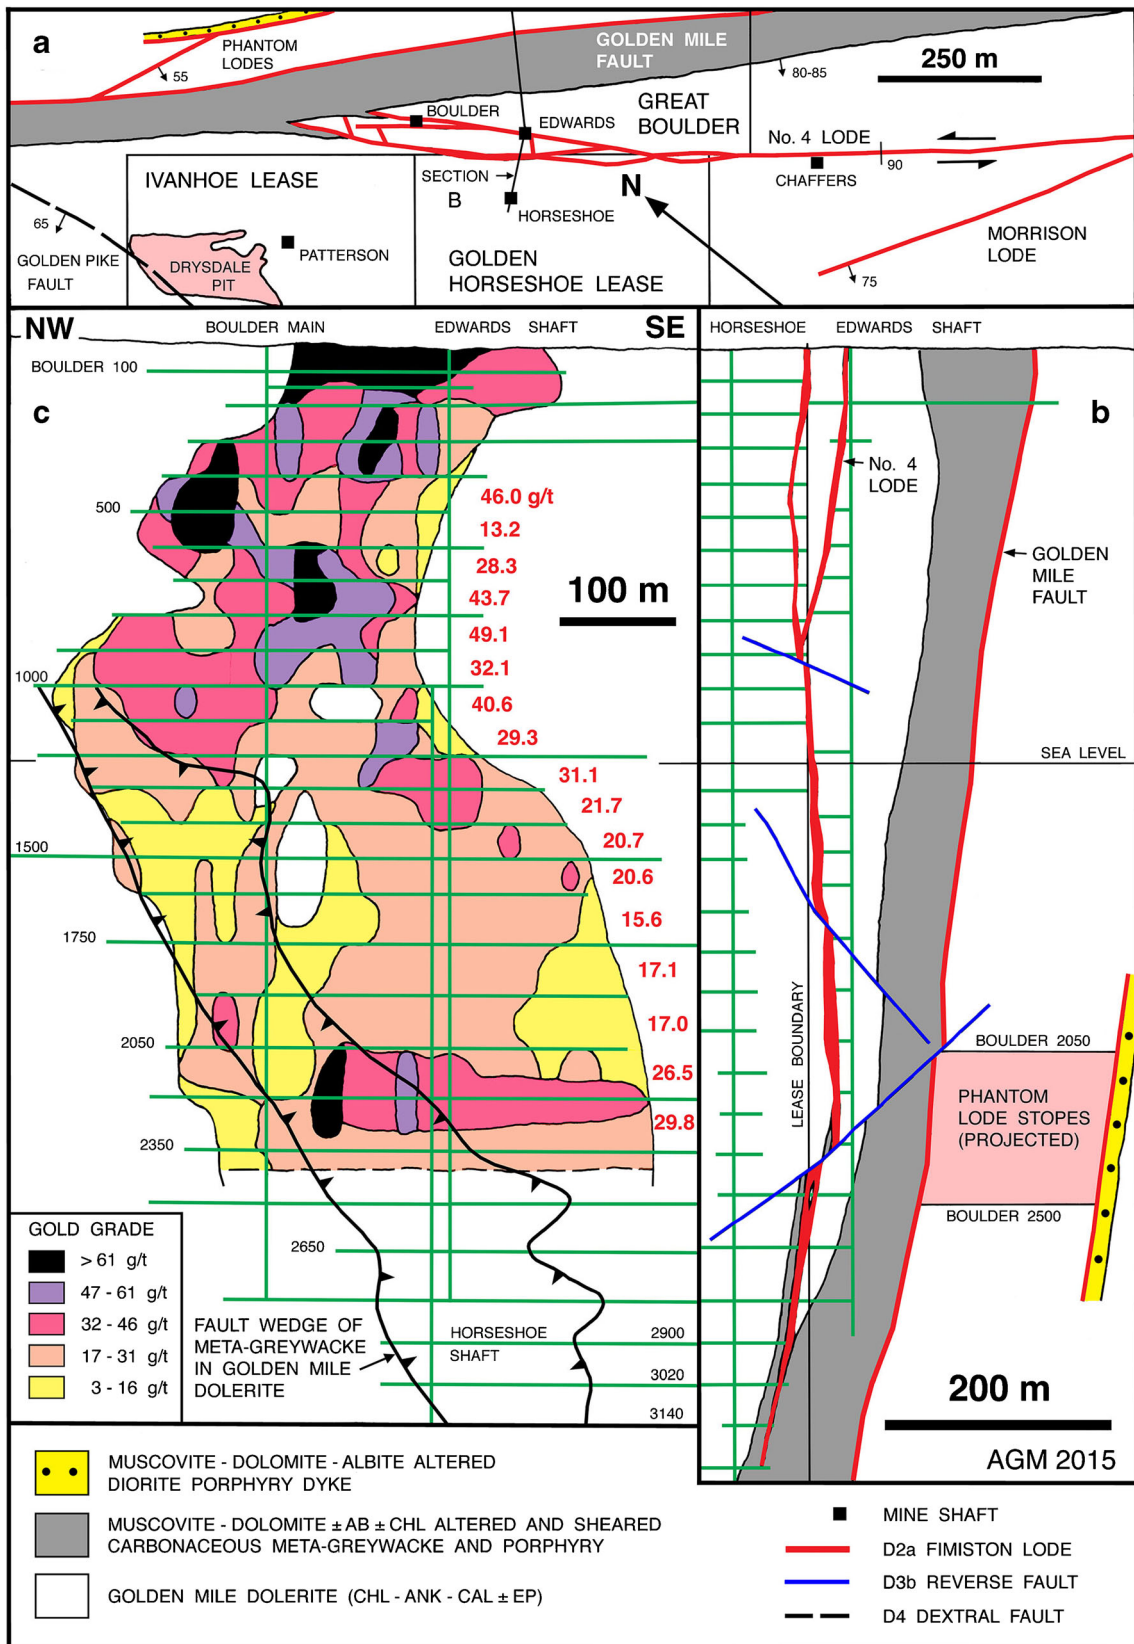 a
PHANTOM
LODES
55
GOLDEN MILE
FAULT
80-85
250 m
BOULDER
EDWARDS
GREAT
BOULDER
No. 4 LODE
90
CHAFFERS
IVANHOE LEASE
SECTION
B
HORSESHOE
N
65
GOLDEN PIKE
FAULT
DRYSDALE
PIT
PATTERSON
GOLDEN
HORSESHOE LEASE
MORRISON
LODE
75
NW
BOULDER MAIN
EDWARDS SHAFT
SE
BOULDER 100
c
500
1000
1500
1750
2050
2350
2650
2900
3020
3140
46.0 g/t
13.2
28.3
43.7
49.1
32.1
40.6
29.3
31.1
21.7
20.7
20.6
15.6
17.1
17.0
26.5
29.8
100 m
GOLD GRADE
> 61 g/t
47 - 61 g/t
32 - 46 g/t
17 - 31 g/t
3 - 16 g/t
FAULT WEDGE OF
META-GREYWACKE
IN GOLDEN MILE
DOLERITE
HORSESHOE
SHAFT
HORSESHOE
EDWARDS SHAFT
b
No. 4
LODE
GOLDEN
MILE
FAULT
SEA LEVEL
LEASE BOUNDARY
BOULDER 2050
PHANTOM
LODE STOPES
(PROJECTED)
BOULDER 2500
200 m
AGM 2015
MUSCOVITE - DOLOMITE - ALBITE ALTERED
DIORITE PORPHYRY DYKE
MUSCOVITE - DOLOMITE ± AB ± CHL ALTERED AND SHEARED
CARBONACEOUS META-GREYWACKE AND PORPHYRY
GOLDEN MILE DOLERITE (CHL - ANK - CAL ± EP)
MINE SHAFT
D2a FIMISTON LODE
D3b REVERSE FAULT
D4 DEXTRAL FAULT